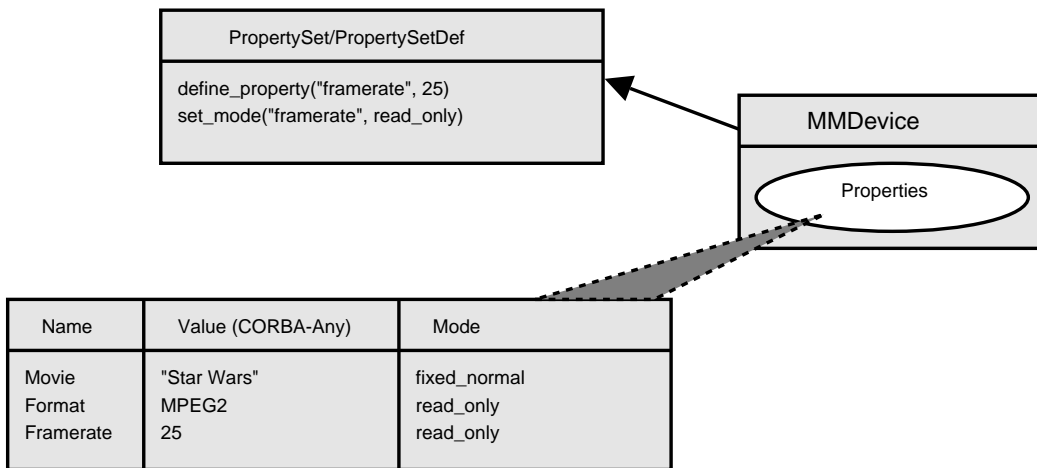 PropertySet/PropertySetDef
define_property("framerate", 25)
set_mode("framerate", read_only)
MMDevice
Properties
Name Value (CORBA-Any) Mode
Movie "Star Wars" fixed_normal
Format MPEG2 read_only
Framerate 25 read_only